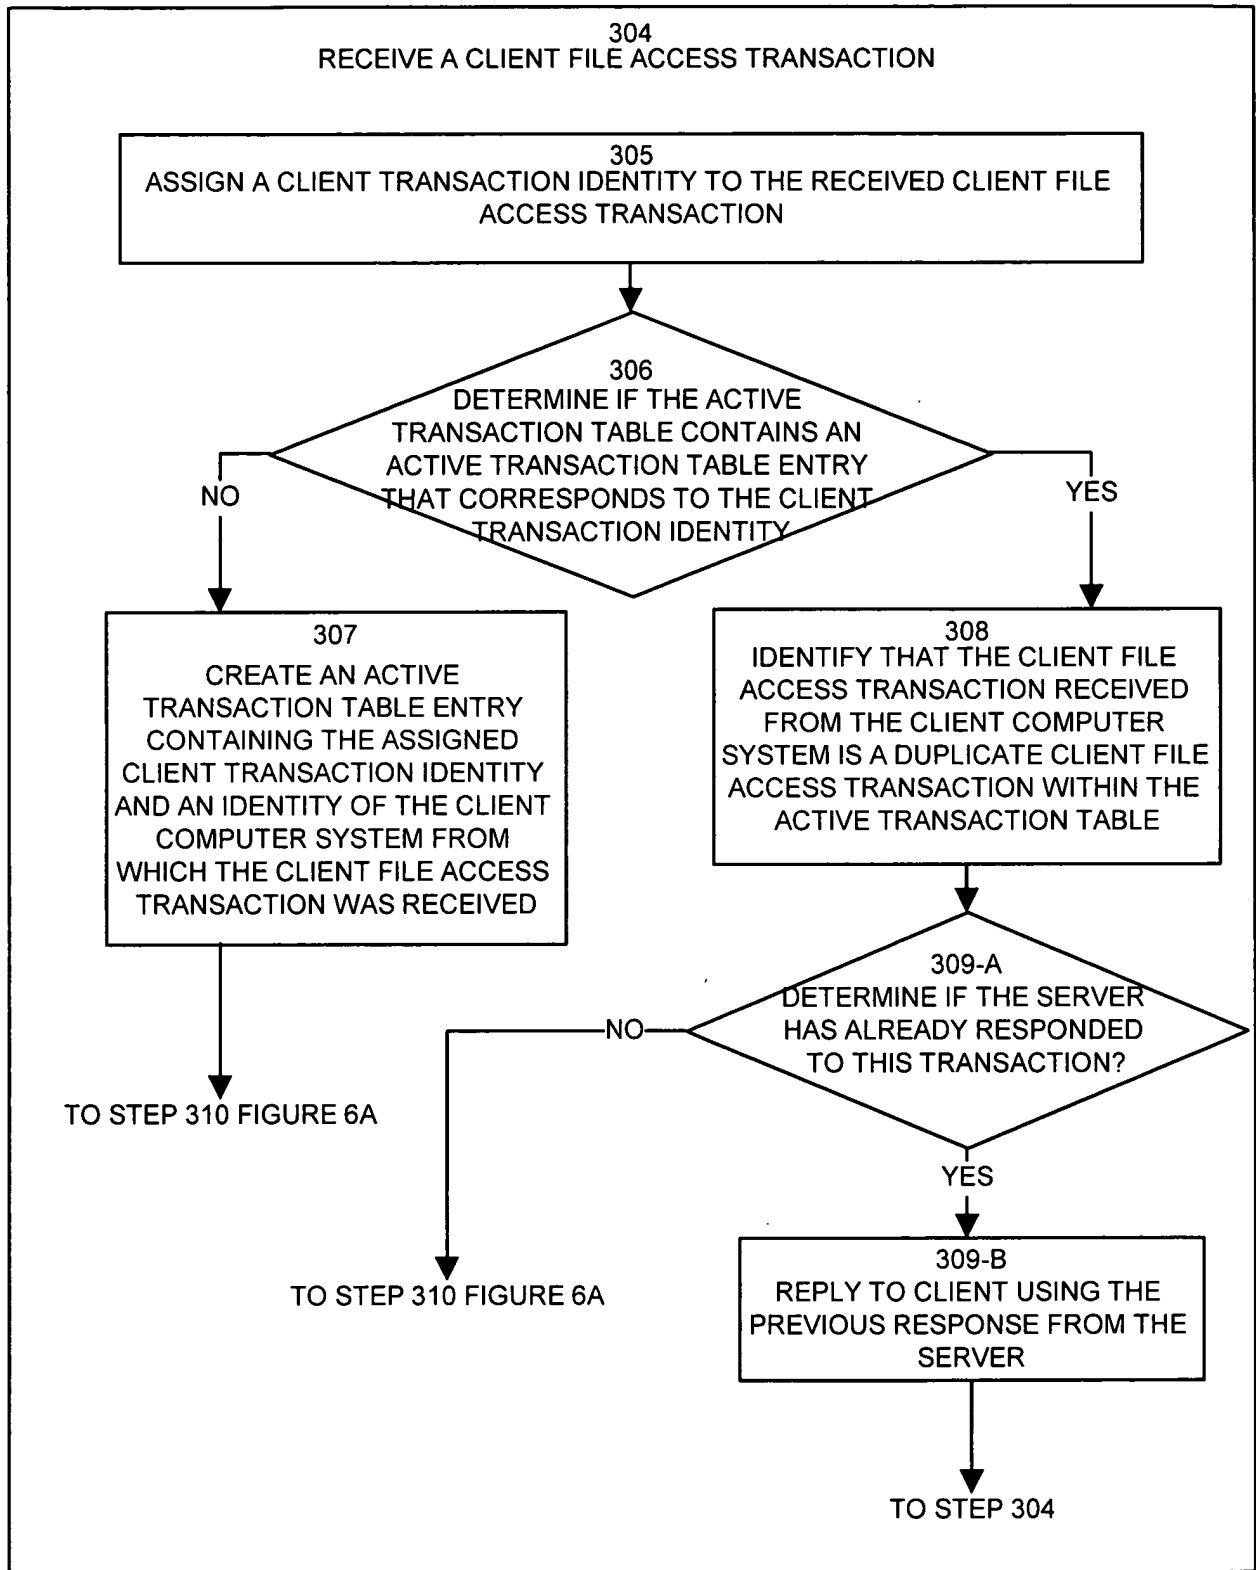 304
RECEIVE A CLIENT FILE ACCESS TRANSACTION
305
ASSIGN A CLIENT TRANSACTION IDENTITY TO THE RECEIVED CLIENT FILE
ACCESS TRANSACTION
306
DETERMINE IF THE ACTIVE
TRANSACTION TABLE CONTAINS AN
ACTIVE TRANSACTION TABLE ENTRY
THAT CORRESPONDS TO THE CLIENT
TRANSACTION IDENTITY
NO
YES
307
CREATE AN ACTIVE
TRANSACTION TABLE ENTRY
CONTAINING THE ASSIGNED
CLIENT TRANSACTION IDENTITY
AND AN IDENTITY OF THE CLIENT
COMPUTER SYSTEM FROM
WHICH THE CLIENT FILE ACCESS
TRANSACTION WAS RECEIVED
308
IDENTIFY THAT THE CLIENT FILE
ACCESS TRANSACTION RECEIVED
FROM THE CLIENT COMPUTER
SYSTEM IS A DUPLICATE CLIENT FILE
ACCESS TRANSACTION WITHIN THE
ACTIVE TRANSACTION TABLE
309-A
DETERMINE IF THE SERVER
HAS ALREADY RESPONDED
TO THIS TRANSACTION?
NO
TO STEP 310 FIGURE 6A
YES
309-B
REPLY TO CLIENT USING THE
PREVIOUS RESPONSE FROM THE
SERVER
TO STEP 310 FIGURE 6A
TO STEP 304